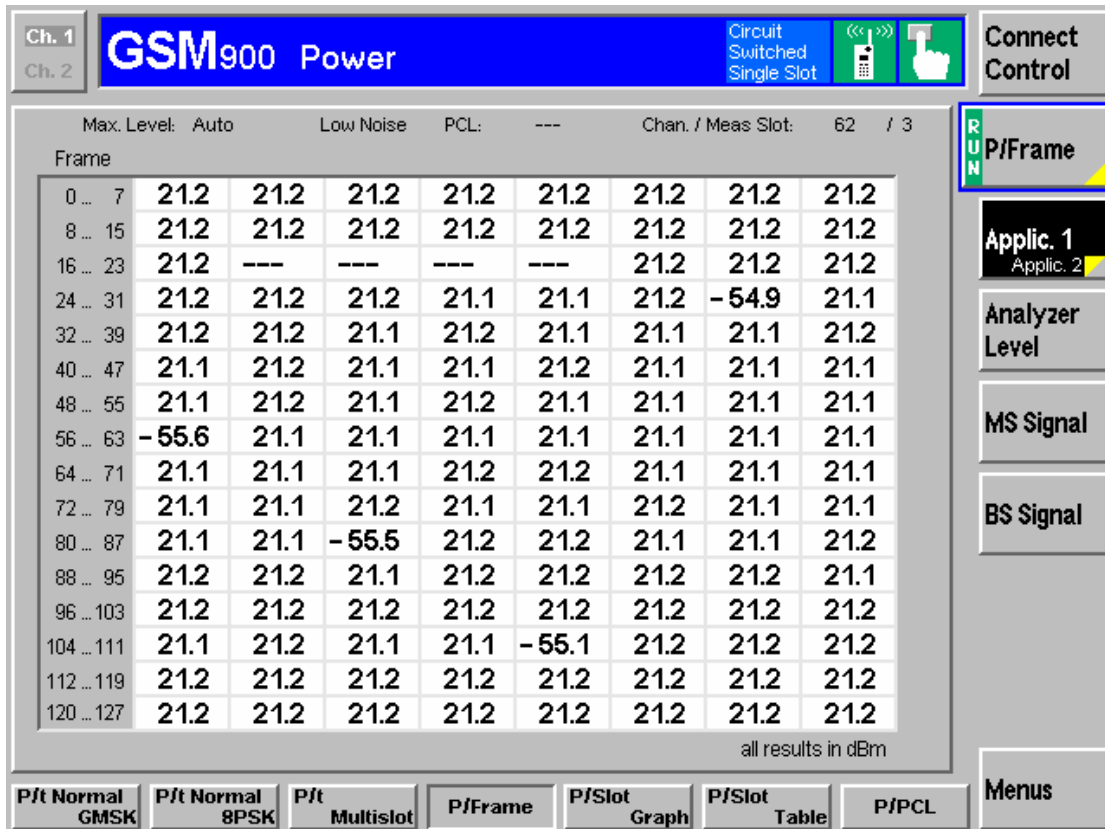 Ch. 1
Ch. 2
GSM900 Power
Circuit
Switched
Single Slot
Connect
Control
Max. Level: Auto Low Noise PCL: --- Chan. / Meas Slot: 62 / 3
Frame
0 ... 7 21.2 21.2 21.2 21.2 21.2 21.2 21.2 21.2
8 ... 15 21.2 21.2 21.2 21.2 21.2 21.2 21.2 21.2
16 ... 23 21.2 --- --- --- --- 21.2 21.2 21.2
24 ... 31 21.2 21.2 21.2 21.1 21.1 21.2 -54.9 21.1
32 ... 39 21.2 21.2 21.1 21.2 21.1 21.1 21.1 21.2
40 ... 47 21.1 21.2 21.1 21.2 21.2 21.1 21.1 21.1
48 ... 55 21.1 21.2 21.1 21.2 21.1 21.1 21.1 21.1
56 ... 63 -55.6 21.1 21.1 21.1 21.1 21.1 21.1 21.1
64 ... 71 21.1 21.1 21.1 21.2 21.2 21.1 21.1 21.1
72 ... 79 21.1 21.1 21.2 21.2 21.1 21.2 21.1 21.1
80 ... 87 21.1 21.1 -55.5 21.2 21.2 21.1 21.1 21.2
88 ... 95 21.2 21.2 21.1 21.2 21.2 21.2 21.2 21.1
96 ... 103 21.2 21.2 21.2 21.2 21.2 21.2 21.2 21.2
104 ... 111 21.1 21.2 21.1 21.1 -55.1 21.2 21.2 21.2
112 ... 119 21.2 21.2 21.2 21.2 21.2 21.2 21.2 21.2
120 ... 127 21.2 21.2 21.2 21.2 21.2 21.2 21.2 21.2
all results in dBm
RUN
P/Frame
Applic. 1
Applic. 2
Analyzer
Level
MS Signal
BS Signal
Menus
P/t Normal
GMSK
P/t Normal
8PSK
P/t
Multislot
P/Frame
P/Slot
Graph
P/Slot
Table
P/PCL